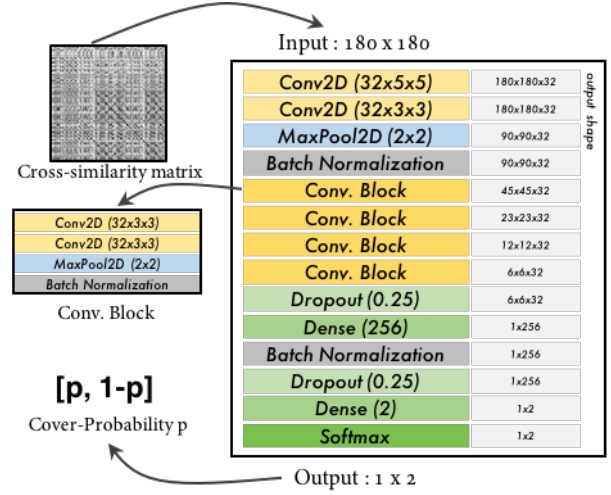 Input : 180 x 180
Cross-similarity matrix
output shape
Conv2D (32x5x5) 180x180x32
Conv2D (32x3x3) 180x180x32
MaxPool2D (2x2) 90x90x32
Batch Normalization 90x90x32
Conv. Block 45x45x32
Conv. Block 23x23x32
Conv. Block 12x12x32
Conv. Block 6x6x32
Dropout (0.25) 6x6x32
Dense (256) 1x256
Batch Normalization 1x256
Dropout (0.25) 1x256
Dense (2) 1x2
Softmax 1x2
Conv2D (32x3x3)
Conv2D (32x3x3)
MaxPool2D (2x2)
Batch Normalization
Conv. Block
[p, 1-p]
Cover-Probability p
Output : 1 x 2